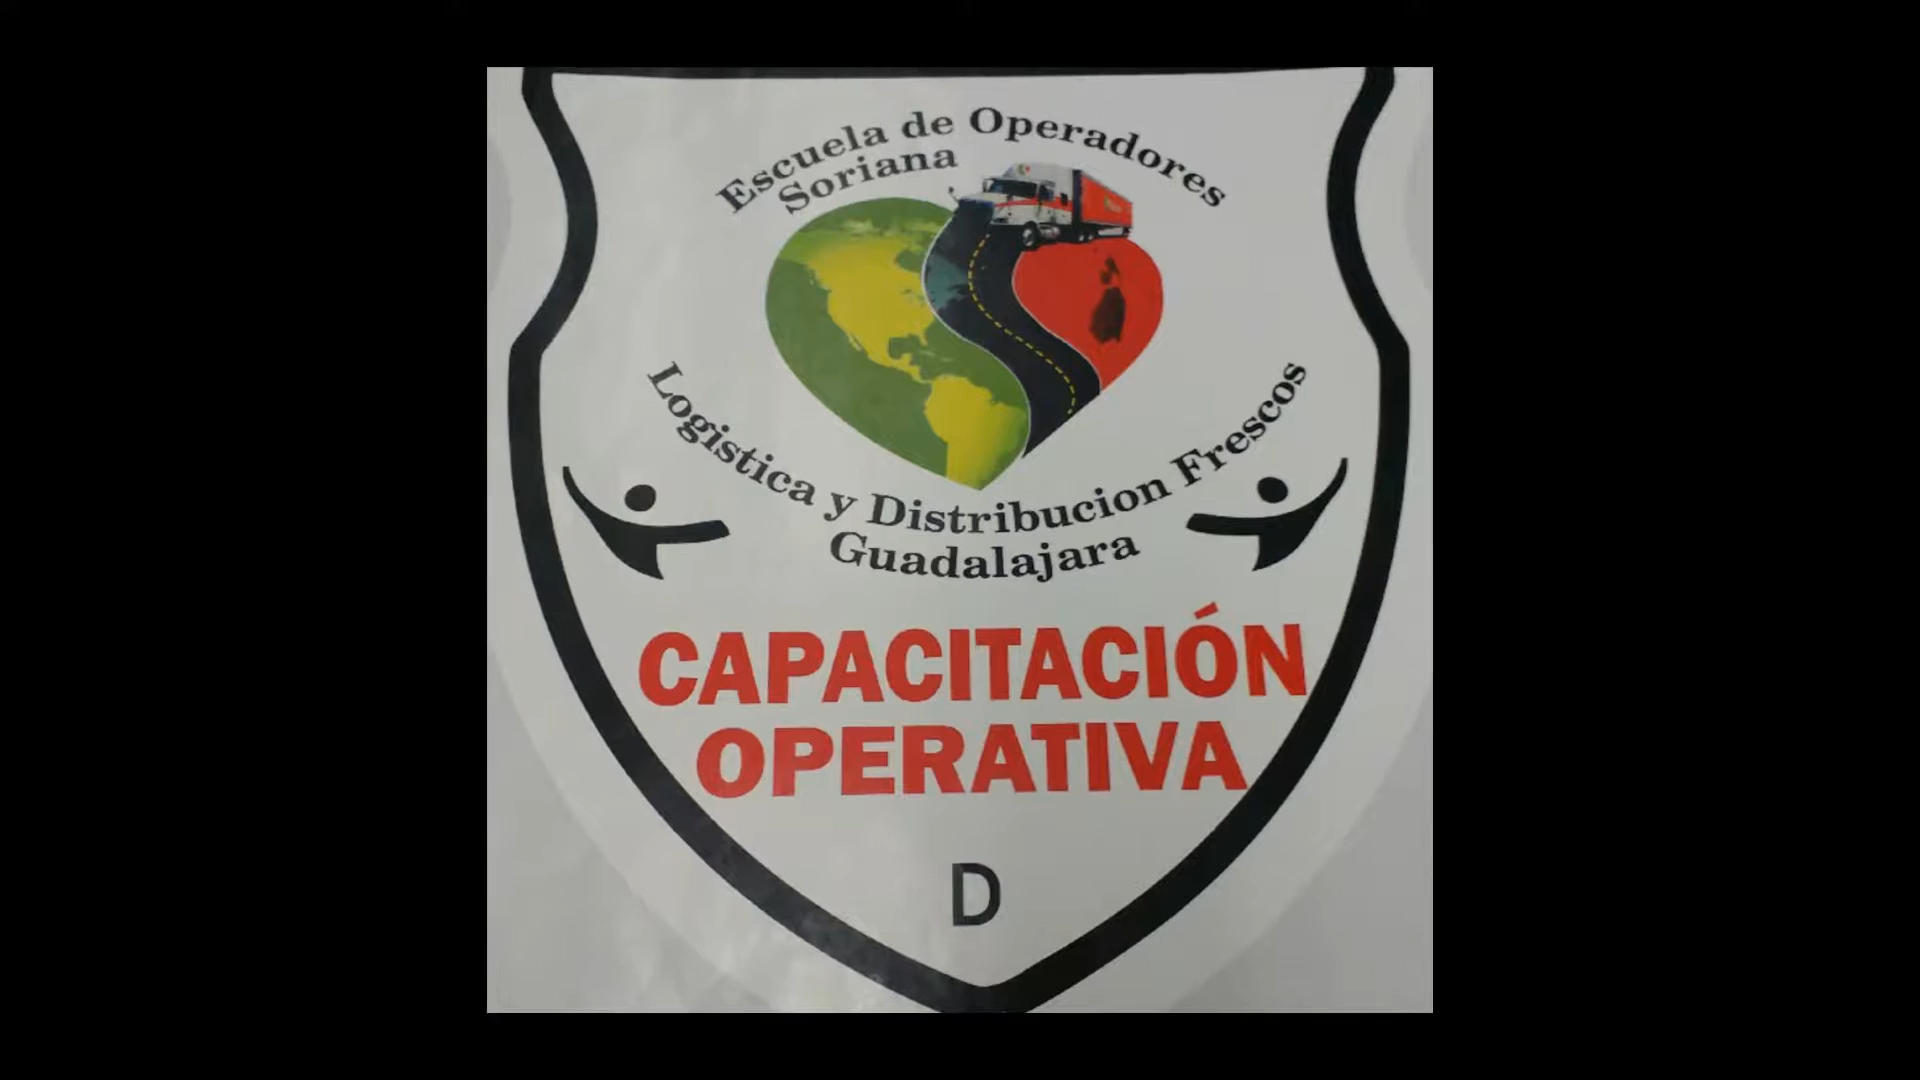 Escuela de Operadores
Soriana
Logistica y Distribucion Frescos
Guadalajara
CAPACITACIÓN
OPERATIVA
D